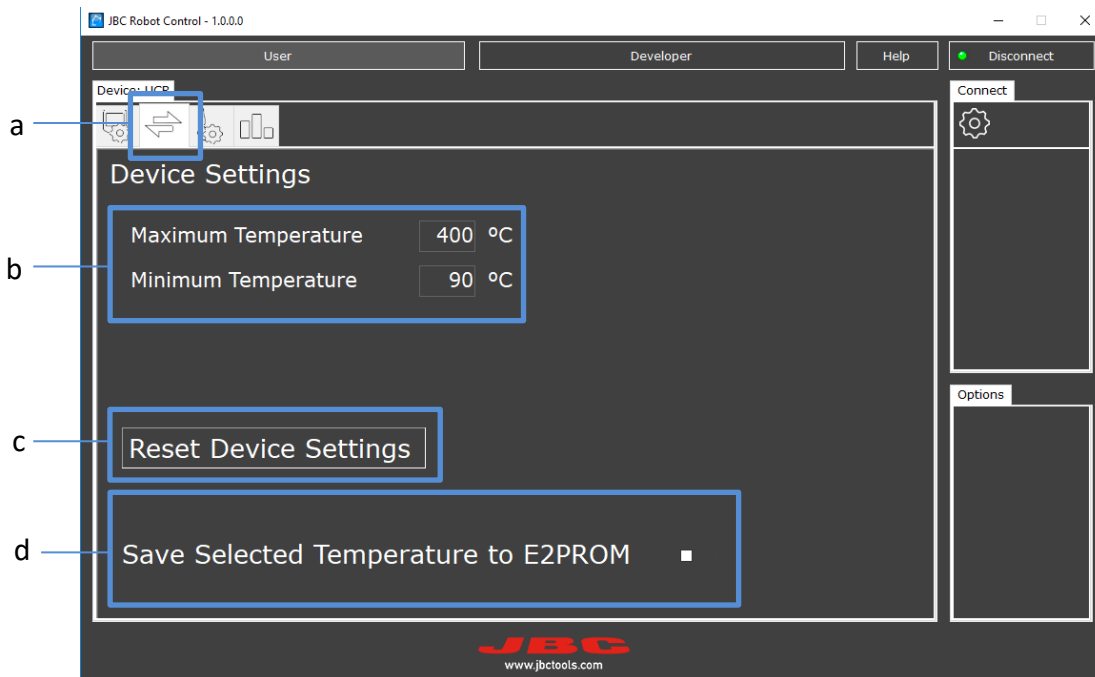 JBC Robot Control - 1.0.0.0
User Developer Help Disconnect
Device: UCR
Connect
a
Device Settings
b
Maximum Temperature 400 ºC
Minimum Temperature 90 ºC
Options
c
Reset Device Settings
d
Save Selected Temperature to E2PROM
JBC
www.jbctools.com